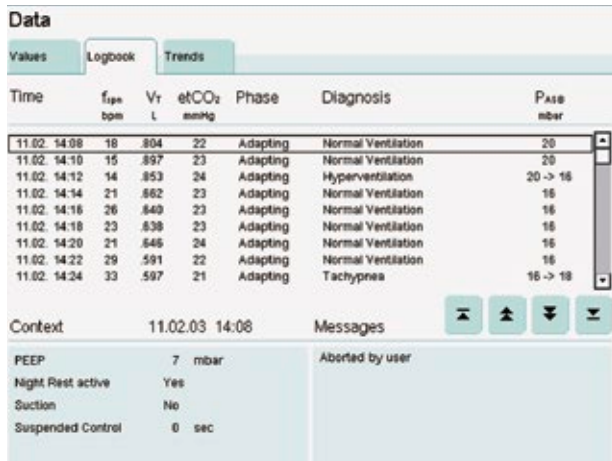 Data
Values Logbook Trends
Time fspn VT etCO2 Phase Diagnosis PASB
bpm L mmHg mbar
11.02. 14:08 18 .804 22 Adapting Normal Ventilation 20
11.02. 14:10 15 .897 23 Adapting Normal Ventilation 20
11.02. 14:12 14 .853 24 Adapting Hyperventilation 20 -> 16
11.02. 14:14 21 .662 23 Adapting Normal Ventilation 16
11.02. 14:16 26 .640 23 Adapting Normal Ventilation 16
11.02. 14:18 23 .638 23 Adapting Normal Ventilation 16
11.02. 14:20 21 .646 24 Adapting Normal Ventilation 16
11.02. 14:22 29 .591 22 Adapting Normal Ventilation 16
11.02. 14:24 33 .597 21 Adapting Tachypnea 16 -> 18
Context 11.02.03 14:08 Messages
PEEP 7 mbar Aborted by user
Night Rest active Yes
Suction No
Suspended Control 0 sec